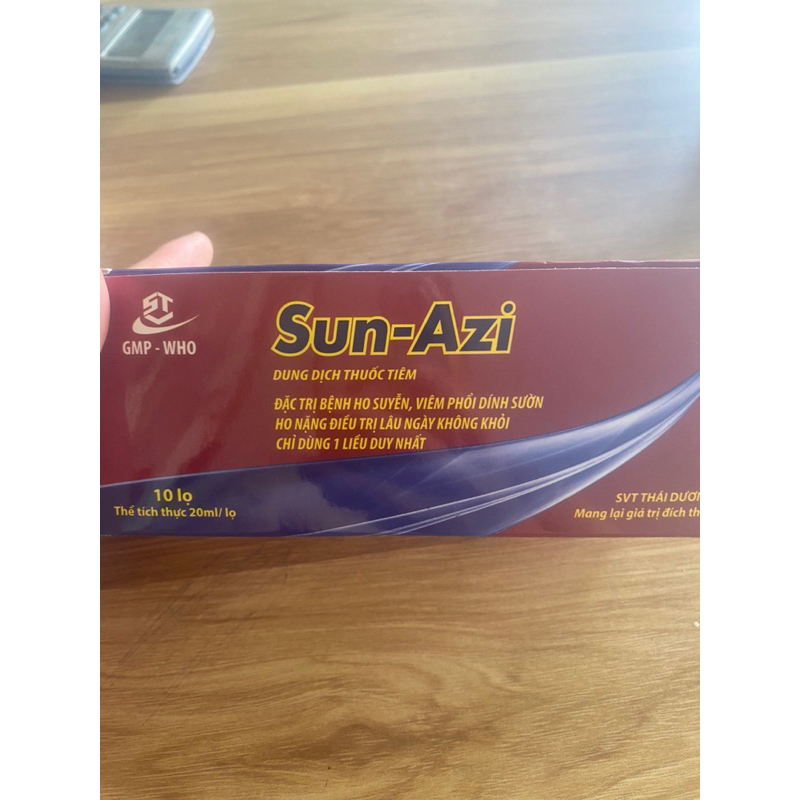 ST
GMP - WHO
Sun-Azi
DUNG DỊCH THUỐC TIÊM
ĐẶC TRỊ BỆNH HO SUYỄN, VIÊM PHỔI DÍNH SƯỜN
HO NẶNG ĐIỀU TRỊ LÂU NGÀY KHÔNG KHỎI
CHỈ DÙNG 1 LIỀU DUY NHẤT
10 lọ
Thể tích thực 20ml/ lọ
SVT THÁI DƯƠN
Mang lại giá trị đích th